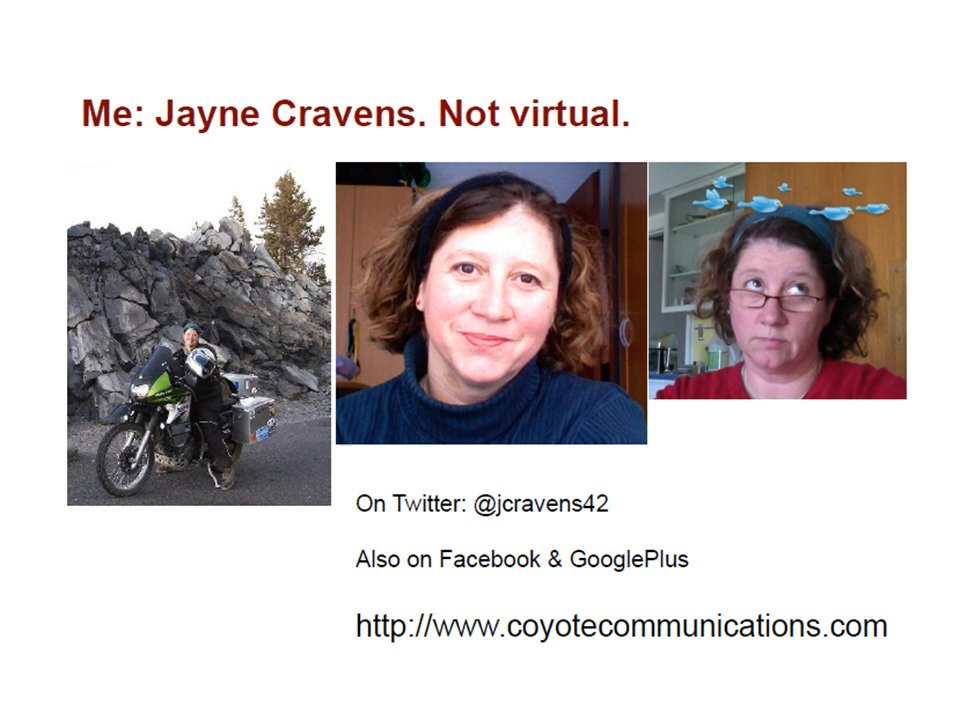 Me: Jayne Cravens. Not virtual.
On Twitter: @jcravens42
Also on Facebook & GooglePlus
http://www.coyotecommunications.com